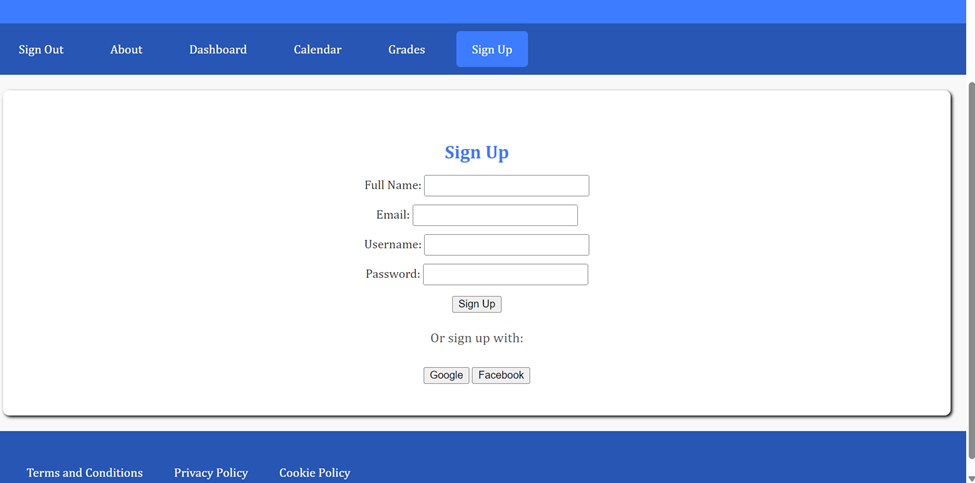 Sign Out About Dashboard Calendar Grades Sign Up
Sign Up
Full Name:
Email:
Username:
Password:
Sign Up
Or sign up with:
Google Facebook
Terms and Conditions Privacy Policy Cookie Policy